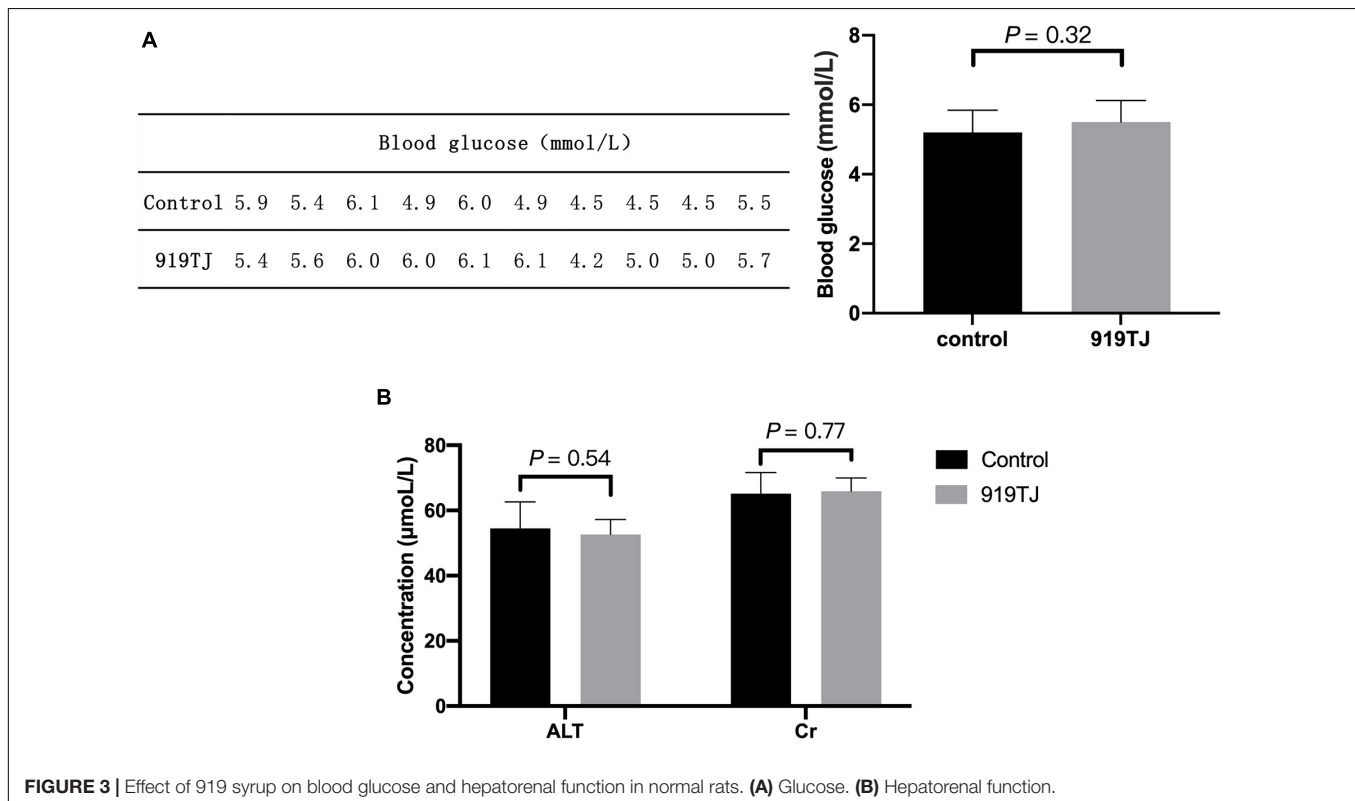 A
Blood glucose (mmol/L)
Control 5.9 5.4 6.1 4.9 6.0 4.9 4.5 4.5 4.5 5.5
919TJ 5.4 5.6 6.0 6.0 6.1 6.1 4.2 5.0 5.0 5.7
Blood glucose (mmol/L)
8
6
4
2
0
P = 0.32
control 919TJ
B
Concentration (μmoL/L)
80
60
40
20
0
P = 0.54
P = 0.77
ALT Cr
Control
919TJ
FIGURE 3 | Effect of 919 syrup on blood glucose and hepatorenal function in normal rats. (A) Glucose. (B) Hepatorenal function.